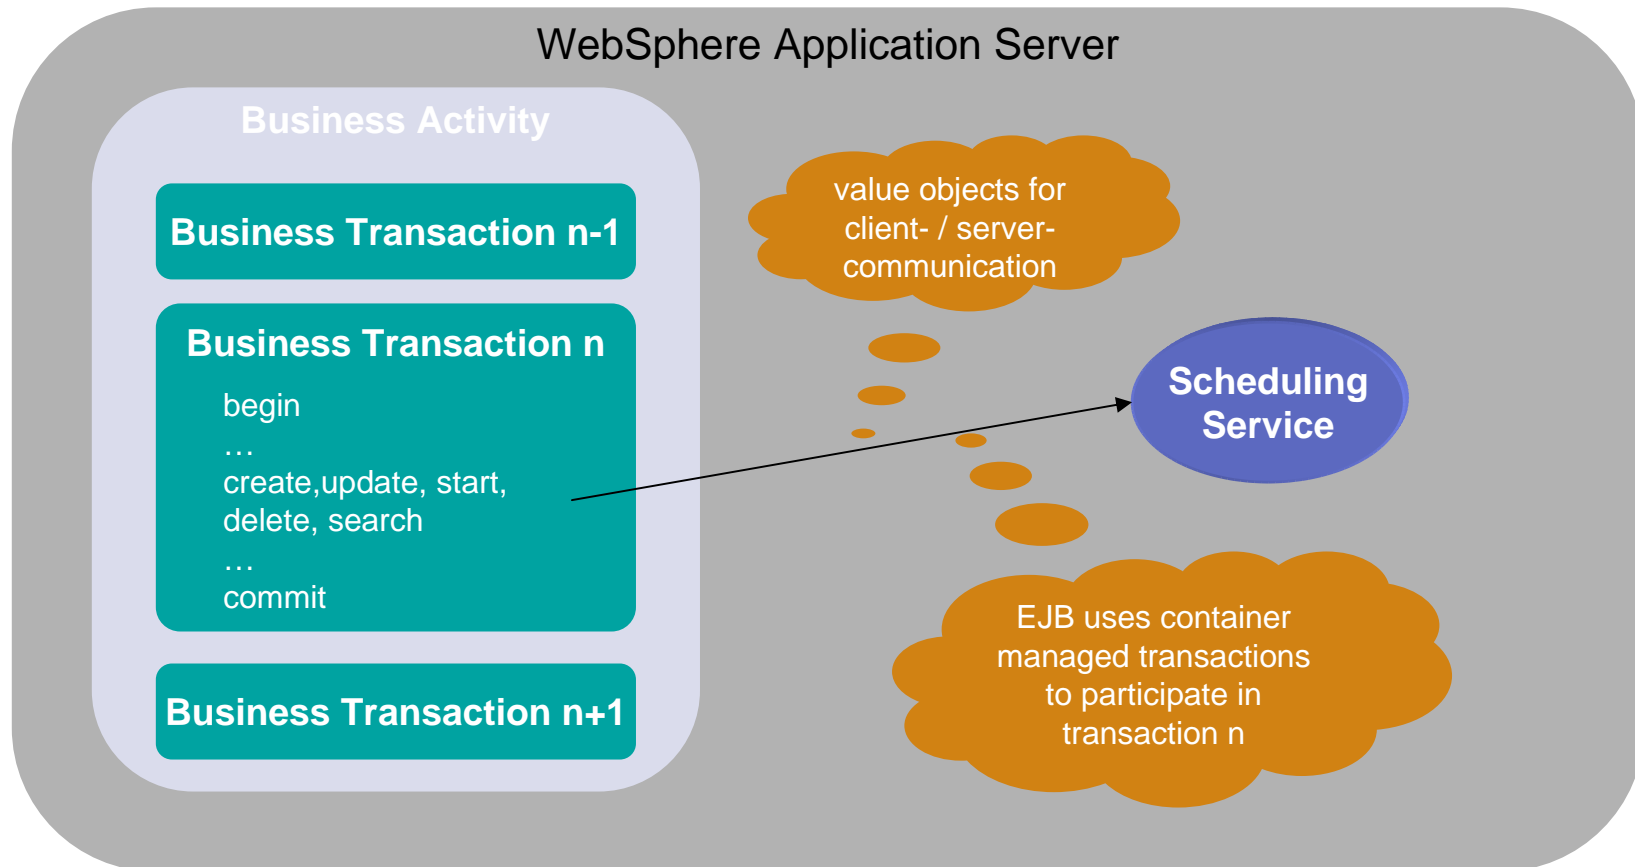 WebSphere Application Server
Business Activity
Business Transaction n-1
Business Transaction n
begin
…
create,update, start,
delete, search
…
commit
Business Transaction n+1
value objects for
client- / server-
communication
Scheduling
Service
EJB uses container
managed transactions
to participate in
transaction n